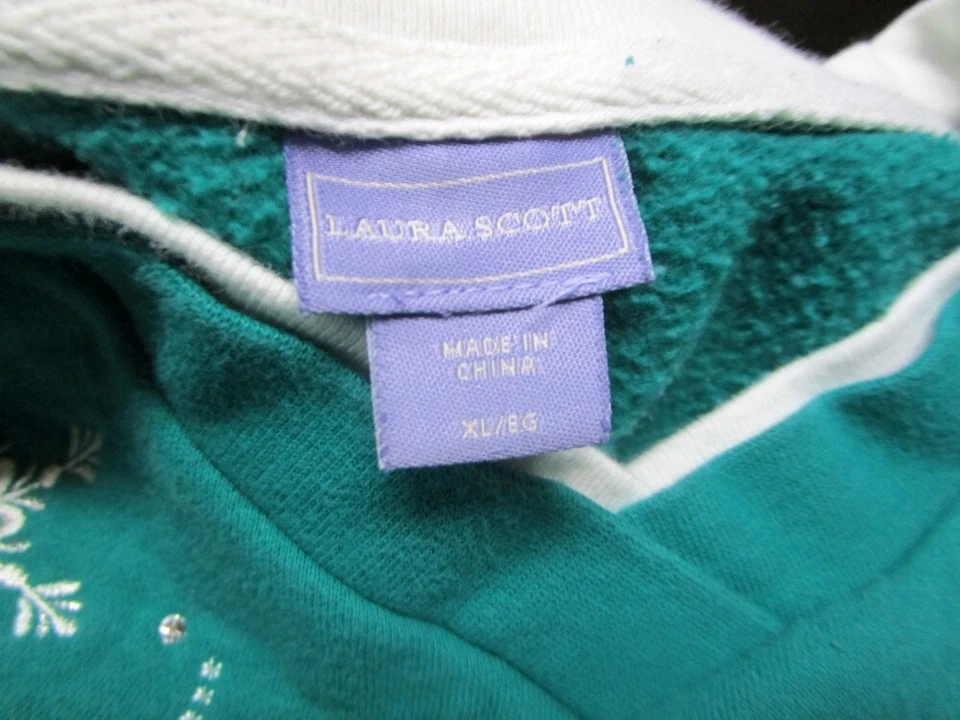 LAURA SCOTT
MADE IN
CHINA
XL/EG